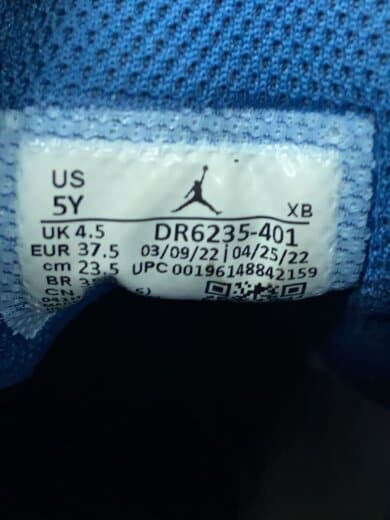 US
5Y
XB
UK 4.5
EUR 37.5
cm 23.5
BR
CN
DR6235-401
03/09/22 | 04/25/22
UPC 00196148842159